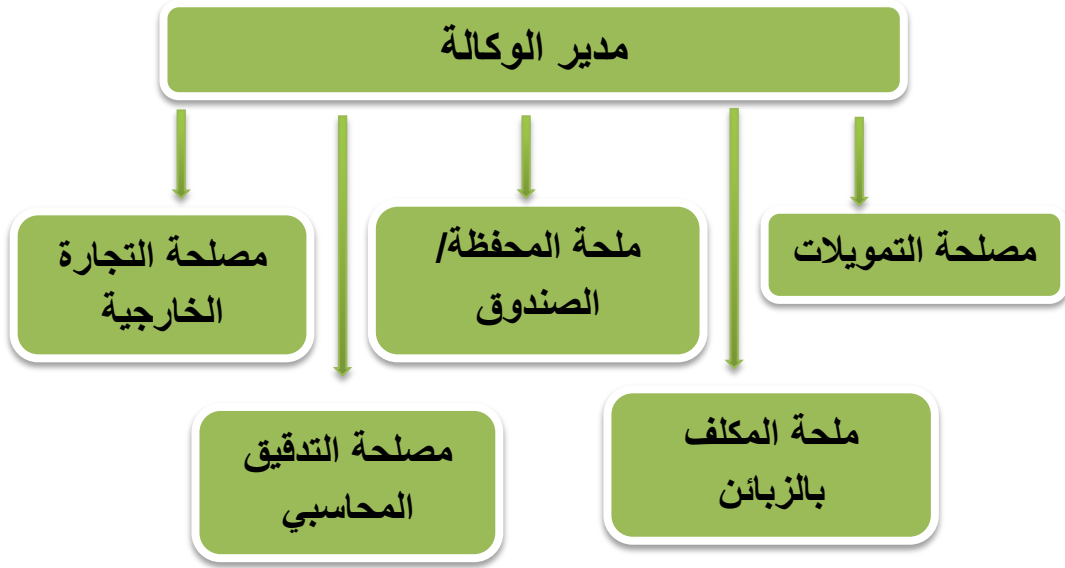 مدير الوكالة
مصلحة التمويلات
ملحة المحفظة/
الصندوق
مصلحة التجارة
الخارجية
ملحة المكلف
بالزبائن
مصلحة التدقيق
المحاسبي